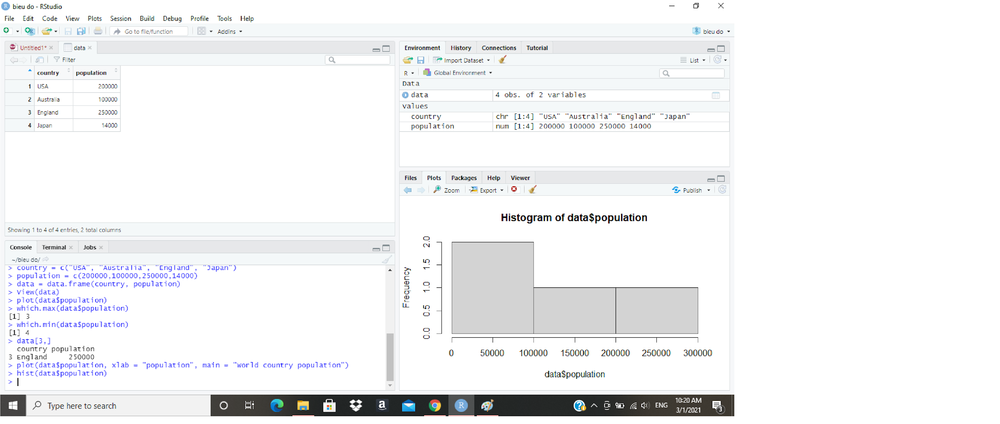 bieu do - RStudio
File Edit Code View Plots Session Build Debug Profile Tools Help
Go to file/function Addins bieu do
Untitled1* data
Filter
country population
1 USA 200000
2 Australia 100000
3 England 250000
4 Japan 14000
Showing 1 to 4 of 4 entries, 2 total columns
Console Terminal Jobs
~/bieu do/
> country = c("USA", "Australia", "England", "Japan")
> population = c(200000,100000,250000,14000)
> data = data.frame(country, population)
> View(data)
> plot(data$population)
> which.max(data$population)
[1] 3
> which.min(data$population)
[1] 4
> data[3,]
country population
3 England 250000
> plot(data$population, xlab = "population", main = "World country population")
> hist(data$population)
>
Environment History Connections Tutorial
Import Dataset List
R Global Environment
Data
data 4 obs. of 2 variables
Values
country chr [1:4] "USA" "Australia" "England" "Japan"
population num [1:4] 200000 100000 250000 14000
Files Plots Packages Help Viewer
Zoom Export Publish
Histogram of data$population
Frequency
2.0
1.5
1.0
0.5
0.0
0 50000 100000 150000 200000 250000 300000
data$population
Type here to search
ENG
10:20 AM
3/1/2021
3